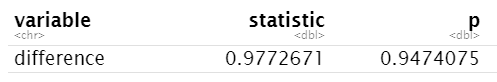 variable statistic p
<chr> <dbl> <dbl>
difference 0.9772671 0.9474075